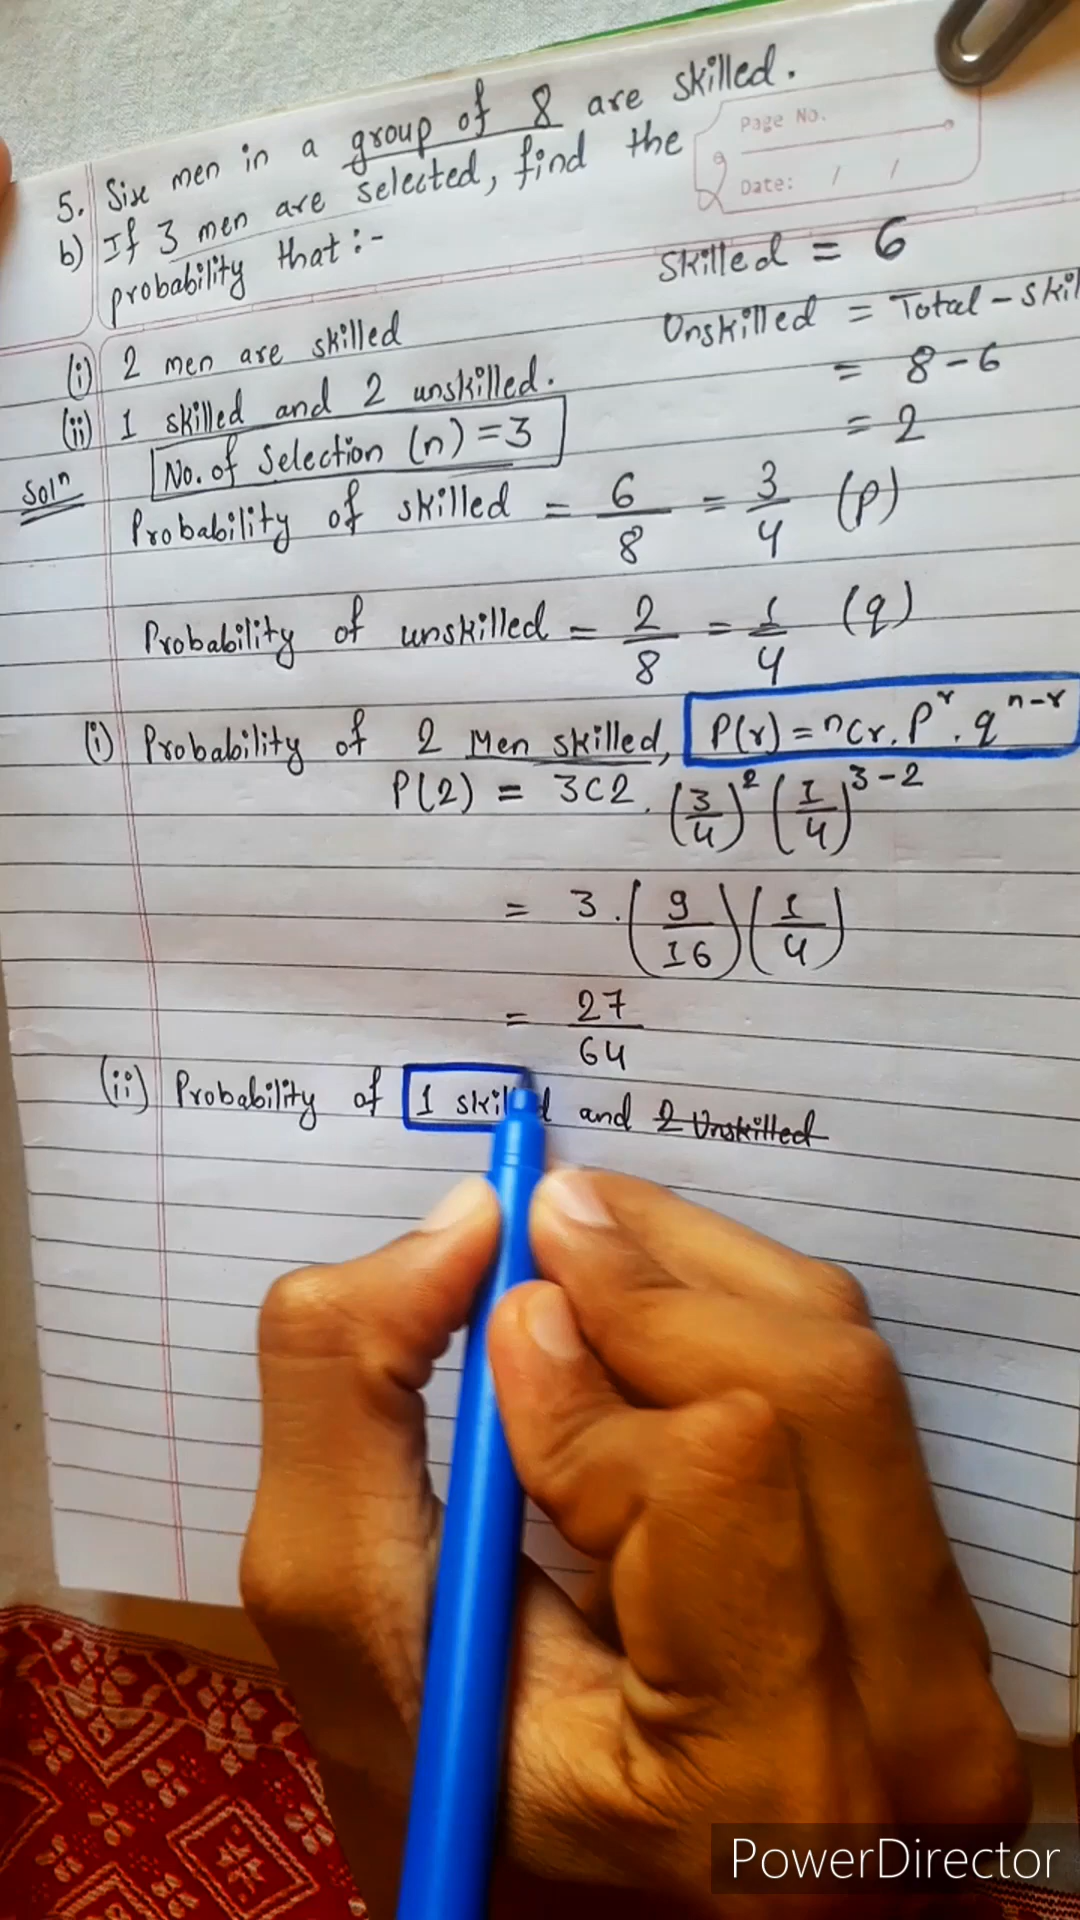 Page No.
Date: / /
5. Six men in a group of 8 are skilled.
b) If 3 men are selected, find the
probability that :-
(i) 2 men are skilled
(ii) 1 skilled and 2 unskilled.
Skilled = 6
Unskilled = Total - Skil
= 8 - 6
= 2
Solⁿ No. of Selection (n) = 3
Probability of skilled = 6/8 = 3/4 (p)
Probability of unskilled = 2/8 = 1/4 (q)
(i) Probability of 2 Men skilled, P(r) = ⁿCr. Pʳ. qⁿ⁻ʳ
P(2) = 3C2. (3/4)² (1/4)³⁻²
= 3. (9/16) (1/4)
= 27/64
(ii) Probability of 1 and 2 Unskilled
PowerDirector